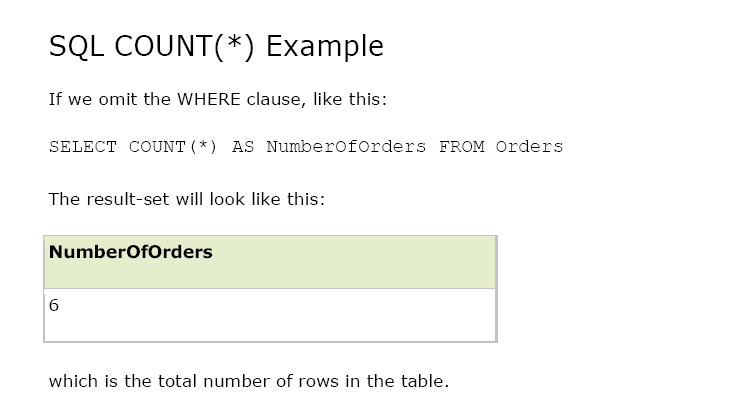 SQL COUNT(*) Example
If we omit the WHERE clause, like this:
SELECT COUNT(*) AS NumberOfOrders FROM Orders
The result-set will look like this:
NumberOfOrders
6
which is the total number of rows in the table.